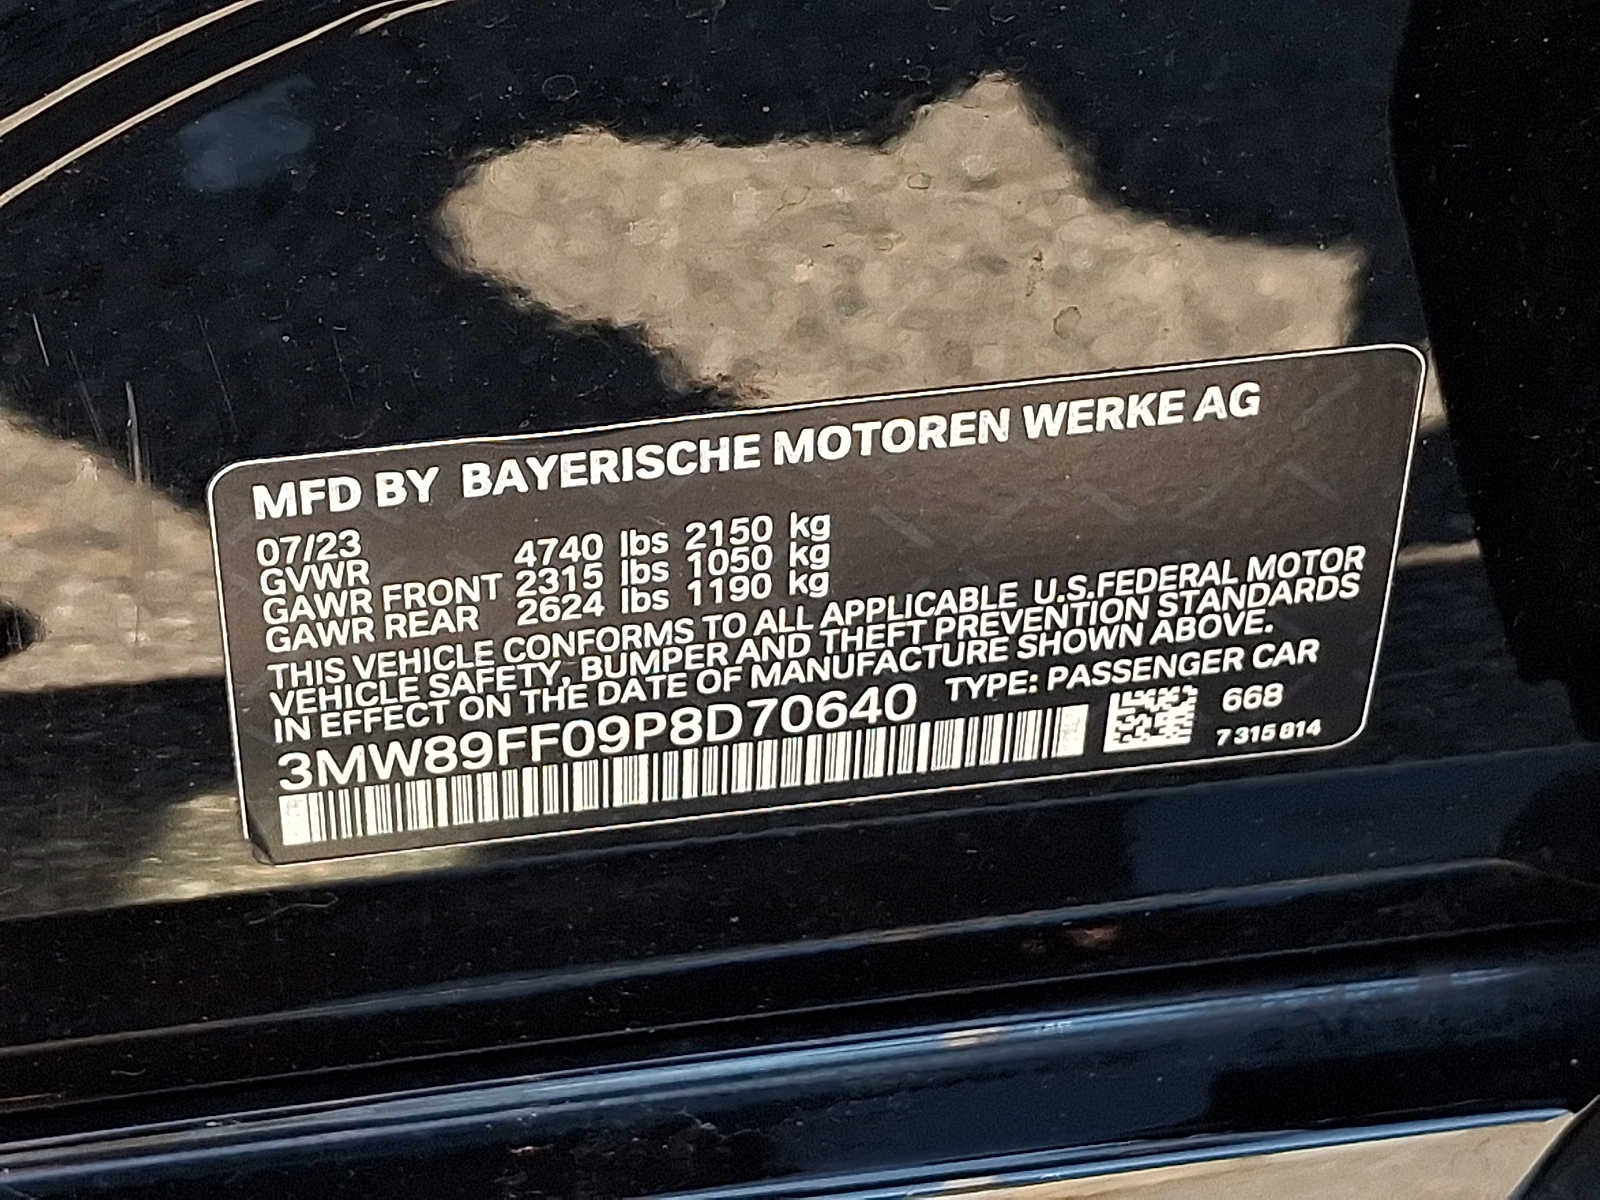 MFD BY BAYERISCHE MOTOREN WERKE AG
07/23
GVWR 4740 lbs 2150 kg
GAWR FRONT 2315 lbs 1050 kg
GAWR REAR 2624 lbs 1190 kg
THIS VEHICLE CONFORMS TO ALL APPLICABLE U.S.FEDERAL MOTOR
VEHICLE SAFETY, BUMPER AND THEFT PREVENTION STANDARDS
IN EFFECT ON THE DATE OF MANUFACTURE SHOWN ABOVE.
3MW89FF09P8D70640 TYPE: PASSENGER CAR
668
7 315 814